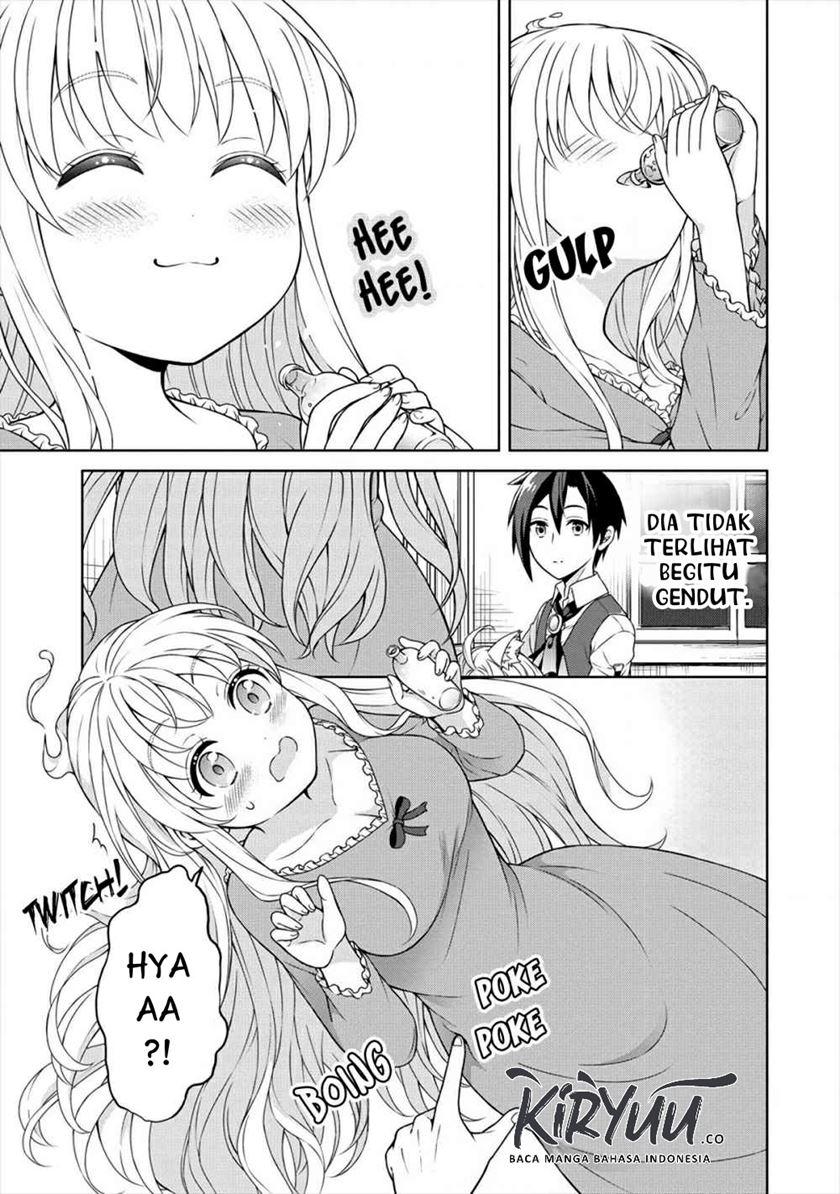 GULP
HEE
HEE!
DIA TIDAK
TERLIHAT
BEGITU
GENDUT.
TWITCH!
HYA
AA
?!
POKE
POKE
BOING
KIRYUU.CO
BACA MANGA BAHASA INDONESIA